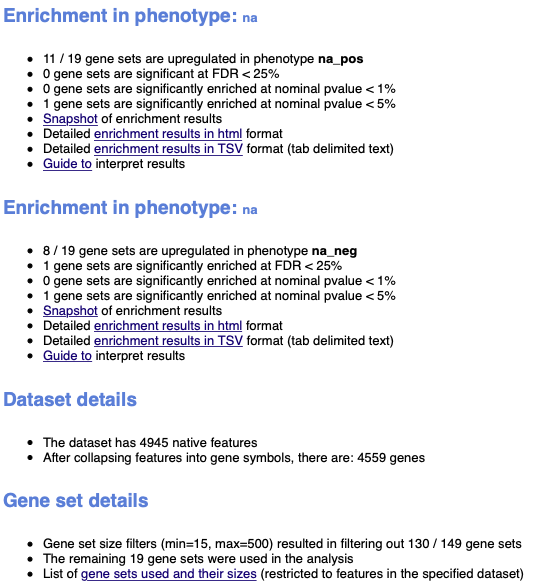 Enrichment in phenotype: na
• 11 / 19 gene sets are upregulated in phenotype na_pos
• 0 gene sets are significant at FDR < 25%
• 0 gene sets are significantly enriched at nominal pvalue < 1%
• 1 gene sets are significantly enriched at nominal pvalue < 5%
• Snapshot of enrichment results
• Detailed enrichment results in html format
• Detailed enrichment results in TSV format (tab delimited text)
• Guide to interpret results
Enrichment in phenotype: na
• 8 / 19 gene sets are upregulated in phenotype na_neg
• 1 gene sets are significantly enriched at FDR < 25%
• 0 gene sets are significantly enriched at nominal pvalue < 1%
• 1 gene sets are significantly enriched at nominal pvalue < 5%
• Snapshot of enrichment results
• Detailed enrichment results in html format
• Detailed enrichment results in TSV format (tab delimited text)
• Guide to interpret results
Dataset details
• The dataset has 4945 native features
• After collapsing features into gene symbols, there are: 4559 genes
Gene set details
• Gene set size filters (min=15, max=500) resulted in filtering out 130 / 149 gene sets
• The remaining 19 gene sets were used in the analysis
• List of gene sets used and their sizes (restricted to features in the specified dataset)